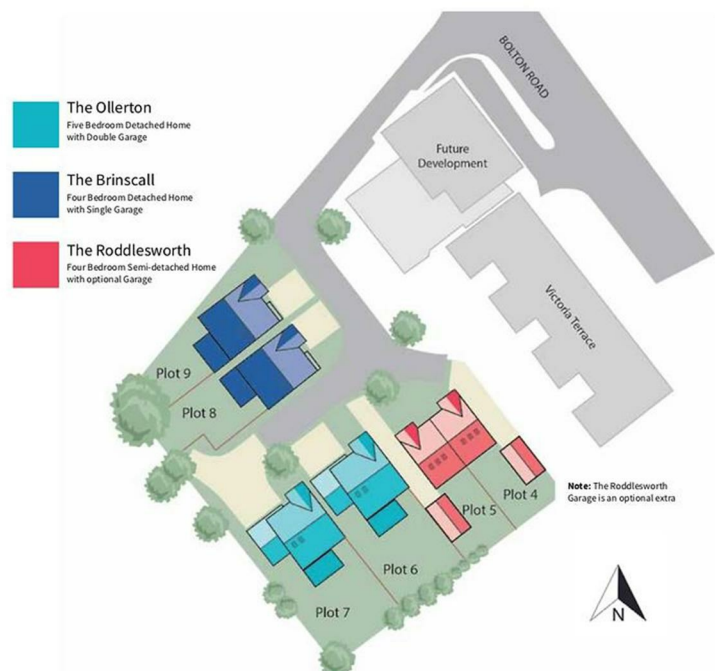 The Ollerton
Five Bedroom Detached Home
with Double Garage
The Brinscall
Four Bedroom Detached Home
with Single Garage
The Roddlesworth
Four Bedroom Semi-detached Home
with optional Garage
BOLTON ROAD
Future
Development
Victoria Terrace
Plot 9
Plot 8
Plot 4
Plot 5
Plot 6
Plot 7
Note: The Roddlesworth
Garage is an optional extra
N